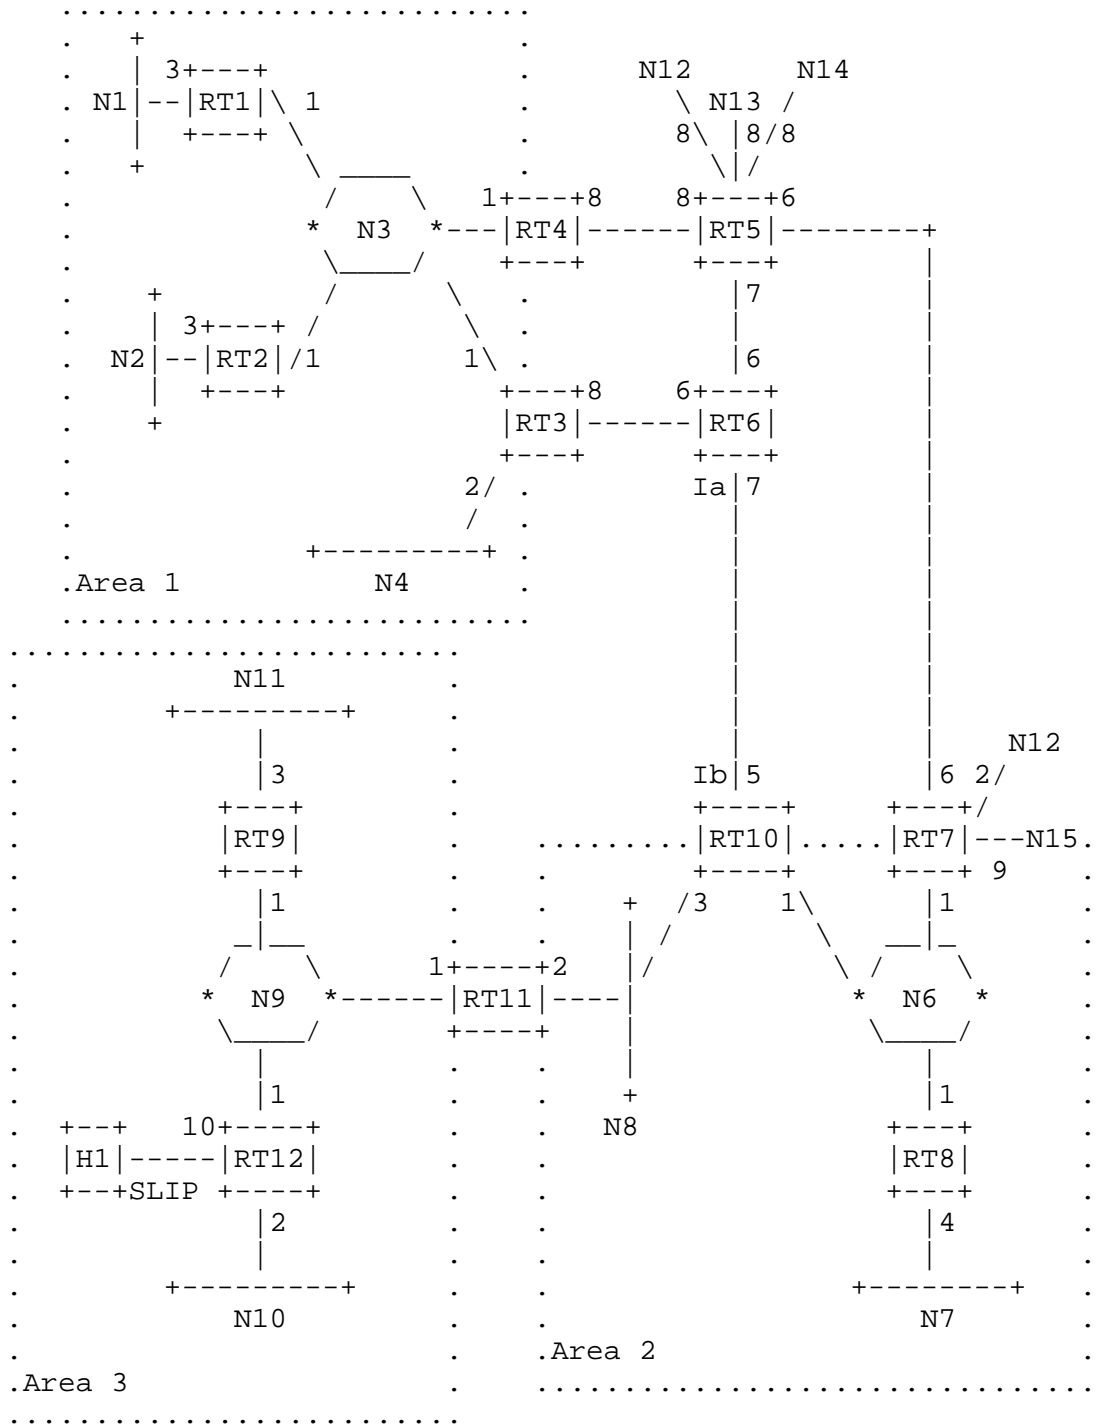 3
N12 N14
N1 RT1 1 N13
8 8 8
1 8 8 6
N3 RT4 RT5
7
3
N2 RT2 1 1 6
8 6
RT3 RT6
2 Ia 7
Area 1 N4
N11
N12
3 Ib 5 6 2
RT9 RT10 RT7 N15
9
1 3 1 1
1 2
N9 RT11 N6
1 1
10 N8
H1 RT12 RT8
SLIP
2 4
N10 N7
Area 2
Area 3